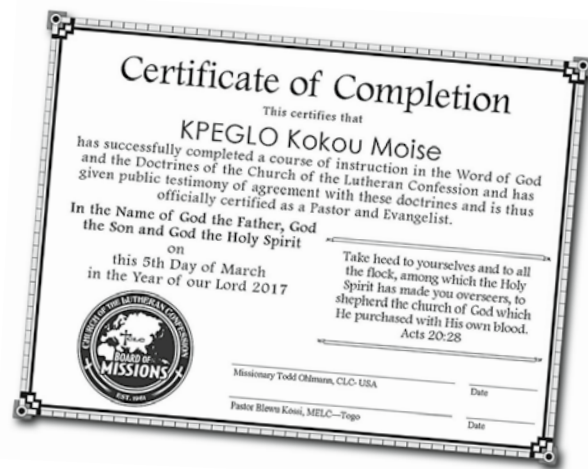 Certificate of Completion
This certifies that
KPEGLO Kokou Moise
has successfully completed a course of instruction in the Word of God
and the Doctrines of the Church of the Lutheran Confession and has
given public testimony of agreement with these doctrines and is thus
officially certified as a Pastor and Evangelist.
In the Name of God the Father, God
the Son and God the Holy Spirit
on
this 5th Day of March
in the Year of our Lord 2017
Take heed to yourselves and to all
the flock, among which the Holy
Spirit has made you overseers, to
shepherd the church of God which
He purchased with His own blood.
Acts 20:28
CHURCH OF THE LUTHERAN CONFESSION
BOARD OF
MISSIONS
EST. 1961
Missionary Todd Ohlmann, CLC- USA
Date
Pastor Blewu Kossi, MELC—Togo
Date